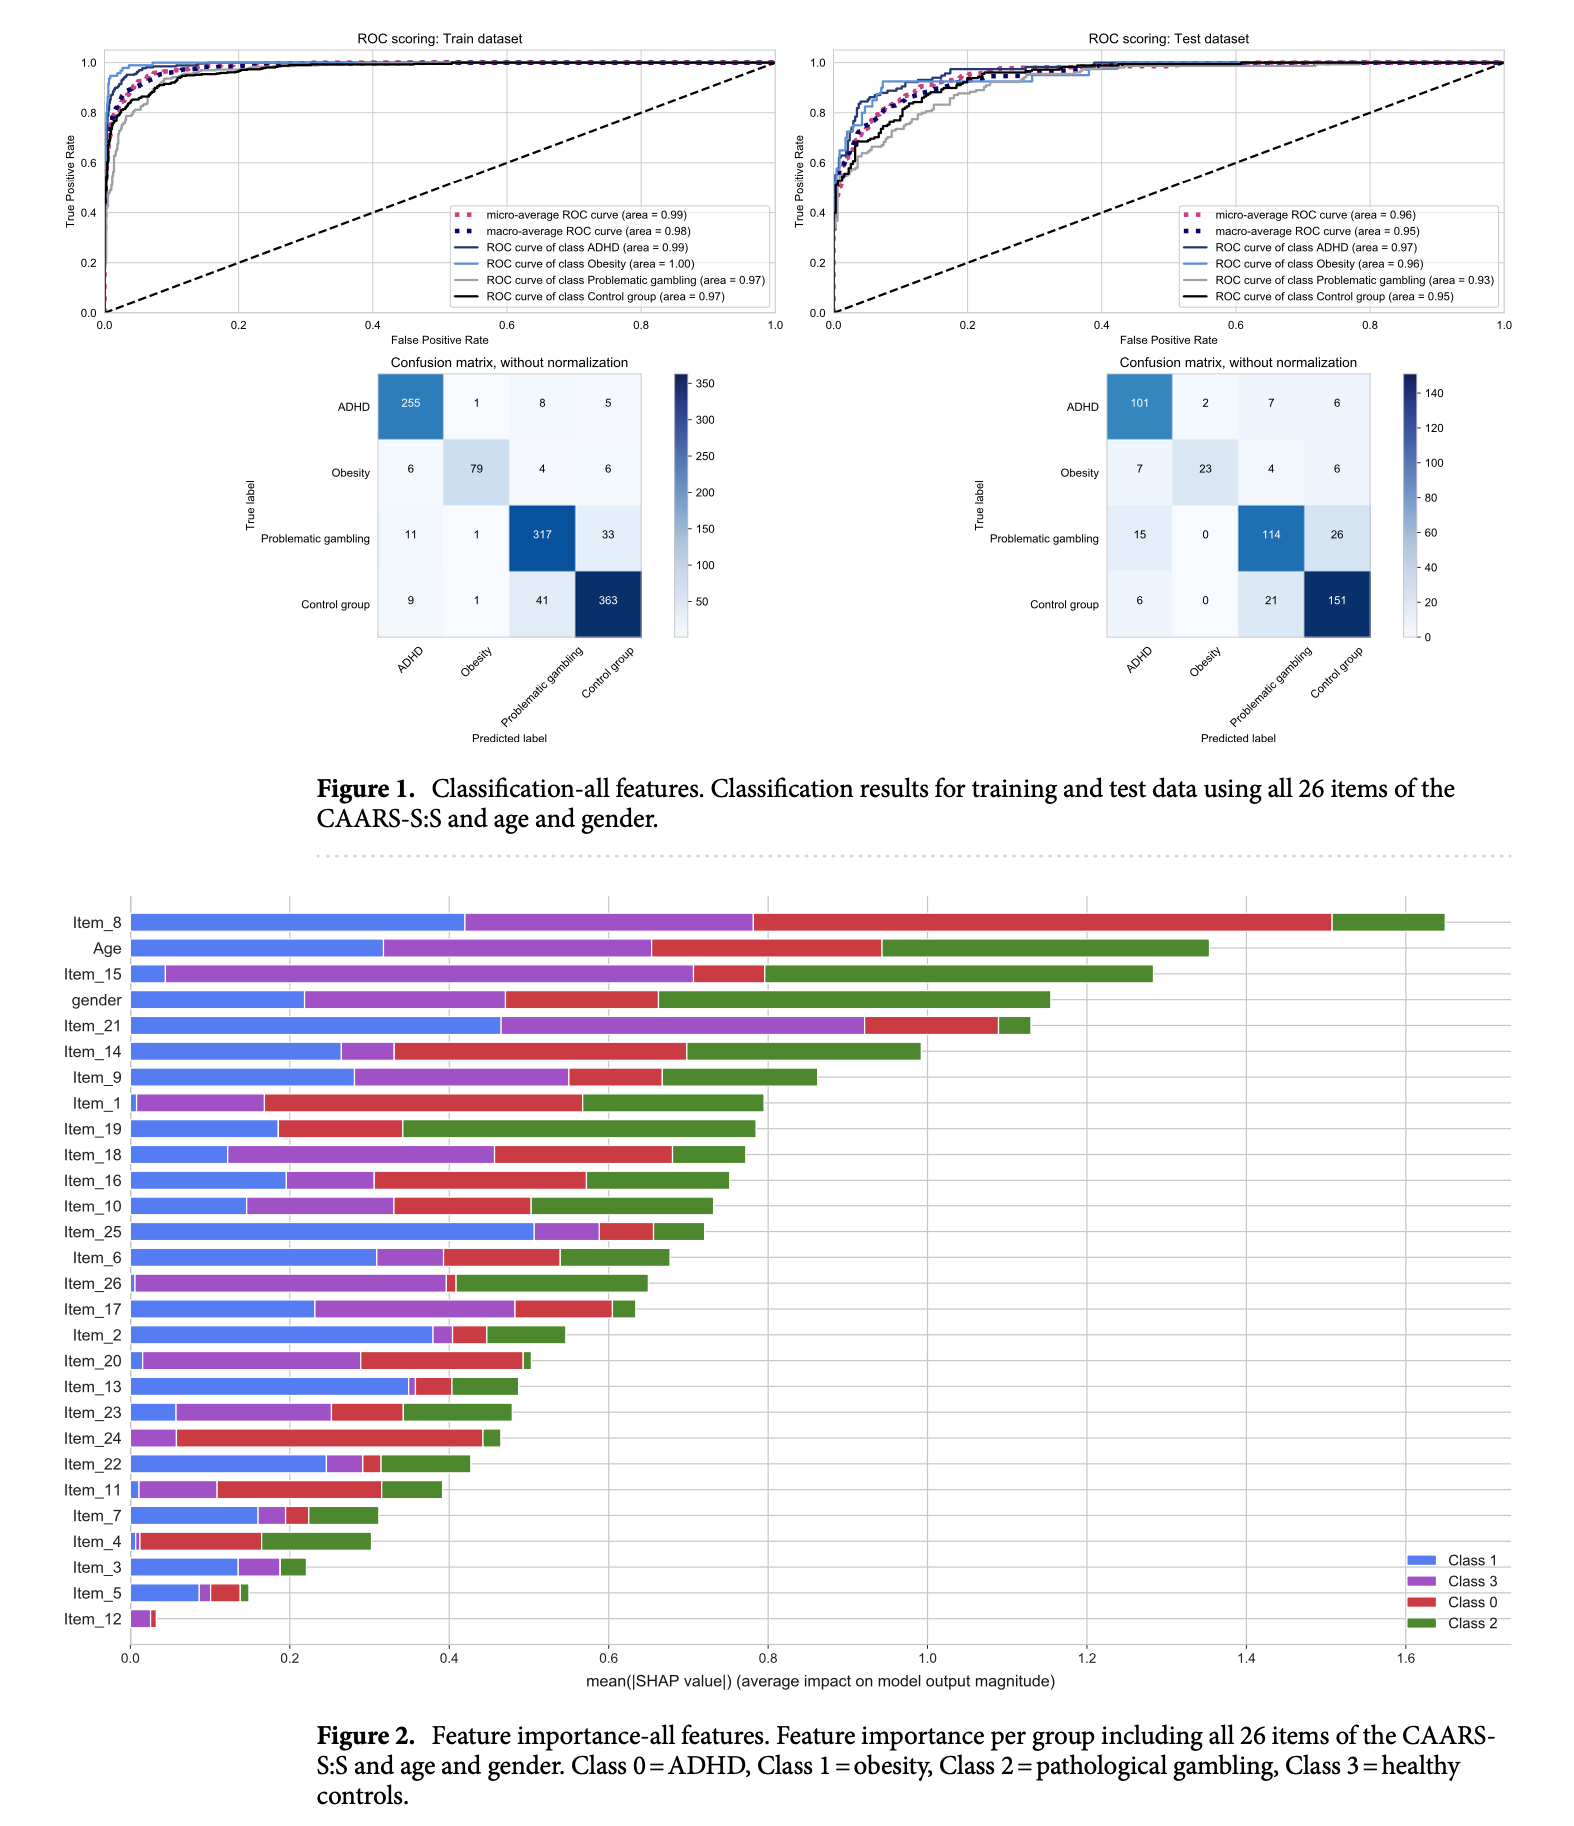 ROC scoring: Train dataset
True Positive Rate
1.0
0.8
0.6
0.4
0.2
0.0
micro-average ROC curve (area = 0.99)
macro-average ROC curve (area = 0.98)
ROC curve of class ADHD (area = 0.99)
ROC curve of class Obesity (area = 1.00)
ROC curve of class Problematic gambling (area = 0.97)
ROC curve of class Control group (area = 0.97)
0.0 0.2 0.4 0.6 0.8 1.0
False Positive Rate
ROC scoring: Test dataset
True Positive Rate
1.0
0.8
0.6
0.4
0.2
0.0
micro-average ROC curve (area = 0.96)
macro-average ROC curve (area = 0.95)
ROC curve of class ADHD (area = 0.97)
ROC curve of class Obesity (area = 0.96)
ROC curve of class Problematic gambling (area = 0.93)
ROC curve of class Control group (area = 0.95)
0.0 0.2 0.4 0.6 0.8 1.0
False Positive Rate
Confusion matrix, without normalization
True label
ADHD 255 1 8 5
Obesity 6 79 4 6
Problematic gambling 11 1 317 33
Control group 9 1 41 363
ADHD
Obesity
Problematic gambling
Control group
Predicted label
350
300
250
200
150
100
50
Confusion matrix, without normalization
True label
ADHD 101 2 7 6
Obesity 7 23 4 6
Problematic gambling 15 0 114 26
Control group 6 0 21 151
ADHD
Obesity
Problematic gambling
Control group
Predicted label
140
120
100
80
60
40
20
0
Figure 1. Classification-all features. Classification results for training and test data using all 26 items of the
CAARS-S:S and age and gender.
Item_8
Age
Item_15
gender
Item_21
Item_14
Item_9
Item_1
Item_19
Item_18
Item_16
Item_10
Item_25
Item_6
Item_26
Item_17
Item_2
Item_20
Item_13
Item_23
Item_24
Item_22
Item_11
Item_7
Item_4
Item_3
Item_5
Item_12
Class 1
Class 3
Class 0
Class 2
0.0 0.2 0.4 0.6 0.8 1.0 1.2 1.4 1.6
mean(|SHAP value|) (average impact on model output magnitude)
Figure 2. Feature importance-all features. Feature importance per group including all 26 items of the CAARS-
S:S and age and gender. Class 0 = ADHD, Class 1 = obesity, Class 2 = pathological gambling, Class 3 = healthy
controls.